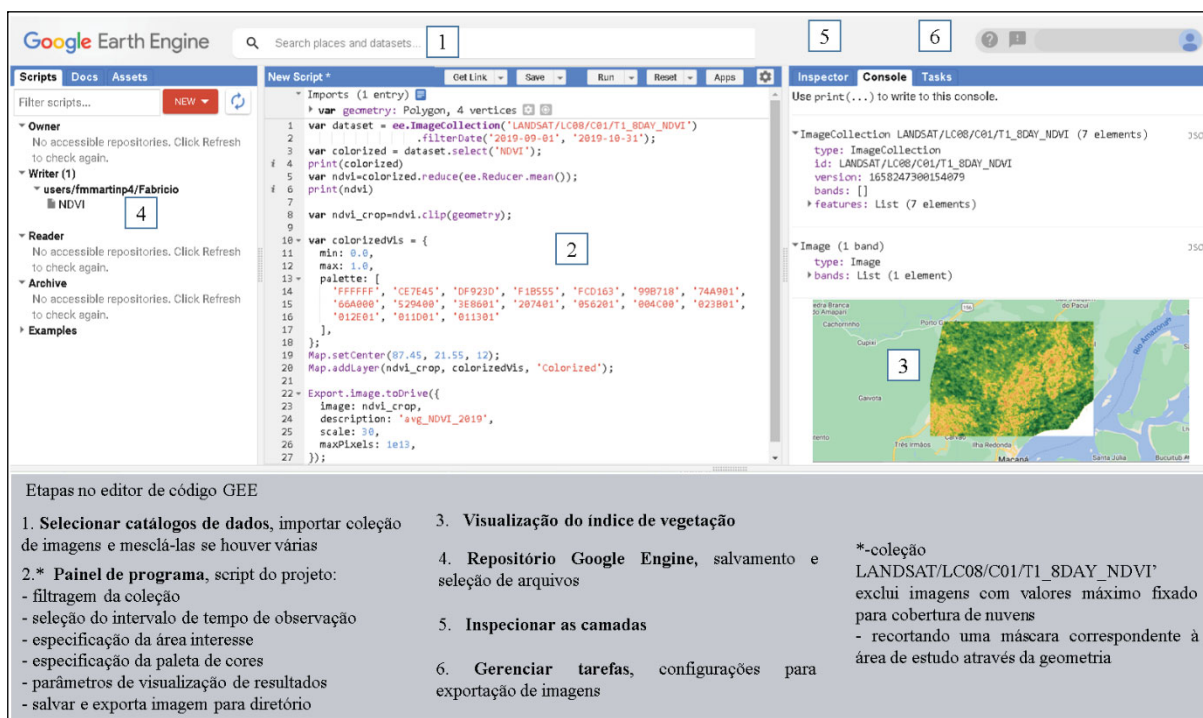 Google Earth Engine
Search places and datasets...
1
5
6
Scripts Docs Assets
Filter scripts...
NEW
Owner
No accessible repositories. Click Refresh
to check again.
Writer (1)
users/fmmartinp4/Fabricio
NDVI
4
Reader
No accessible repositories. Click Refresh
to check again.
Archive
No accessible repositories. Click Refresh
to check again.
Examples
New Script *
Get Link Save Run Reset Apps
Imports (1 entry)
var geometry: Polygon, 4 vertices
1 var dataset = ee.ImageCollection('LANDSAT/LC08/C01/T1_8DAY_NDVI')
2 .filterDate('2019-09-01', '2019-10-31');
3 var colorized = dataset.select('NDVI');
i 4 print(colorized)
5 var ndvi=colorized.reduce(ee.Reducer.mean());
i 6 print(ndvi)
7
8 var ndvi_crop=ndvi.clip(geometry);
9
10 var colorizedVis = {
11 min: 0.0,
12 max: 1.0,
13 palette: [
14 'FFFFFF', 'CE7E45', 'DF923D', 'F1B555', 'FCD163', '99B718', '74A901',
15 '66A000', '529400', '3E8601', '207401', '056201', '004C00', '023B01',
16 '012E01', '011D01', '011301'
17 ],
18 };
19 Map.setCenter(87.45, 21.55, 12);
20 Map.addLayer(ndvi_crop, colorizedVis, 'Colorized');
21
22 Export.image.toDrive({
23 image: ndvi_crop,
24 description: 'avg_NDVI_2019',
25 scale: 30,
26 maxPixels: 1e13,
27 });
2
Inspector Console Tasks
Use print(...) to write to this console.
ImageCollection LANDSAT/LC08/C01/T1_8DAY_NDVI (7 elements)
type: ImageCollection
id: LANDSAT/LC08/C01/T1_8DAY_NDVI
version: 1658247300154079
bands: []
features: List (7 elements)
Image (1 band)
type: Image
bands: List (1 element)
edra Branca
do Amapari
Cachorrinho
Porto G
156
do Pacuí
Cupixi
Rio Amazonas
3
Gaivota
Três Irmãos
Carvão
Ilha Redonda
Macapá
Santa Júlia
Etapas no editor de código GEE
1. Selecionar catálogos de dados, importar coleção
de imagens e mesclá-las se houver várias
2.* Painel de programa, script do projeto:
- filtragem da coleção
- seleção do intervalo de tempo de observação
- especificação da área interesse
- especificação da paleta de cores
- parâmetros de visualização de resultados
- salvar e exporta imagem para diretório
3. Visualização do índice de vegetação
4. Repositório Google Engine, salvamento e
seleção de arquivos
5. Inspecionar as camadas
6. Gerenciar tarefas, configurações para
exportação de imagens
*-coleção
LANDSAT/LC08/C01/T1_8DAY_NDVI’
exclui imagens com valores máximo fixado
para cobertura de nuvens
- recortando uma máscara correspondente à
área de estudo através da geometria